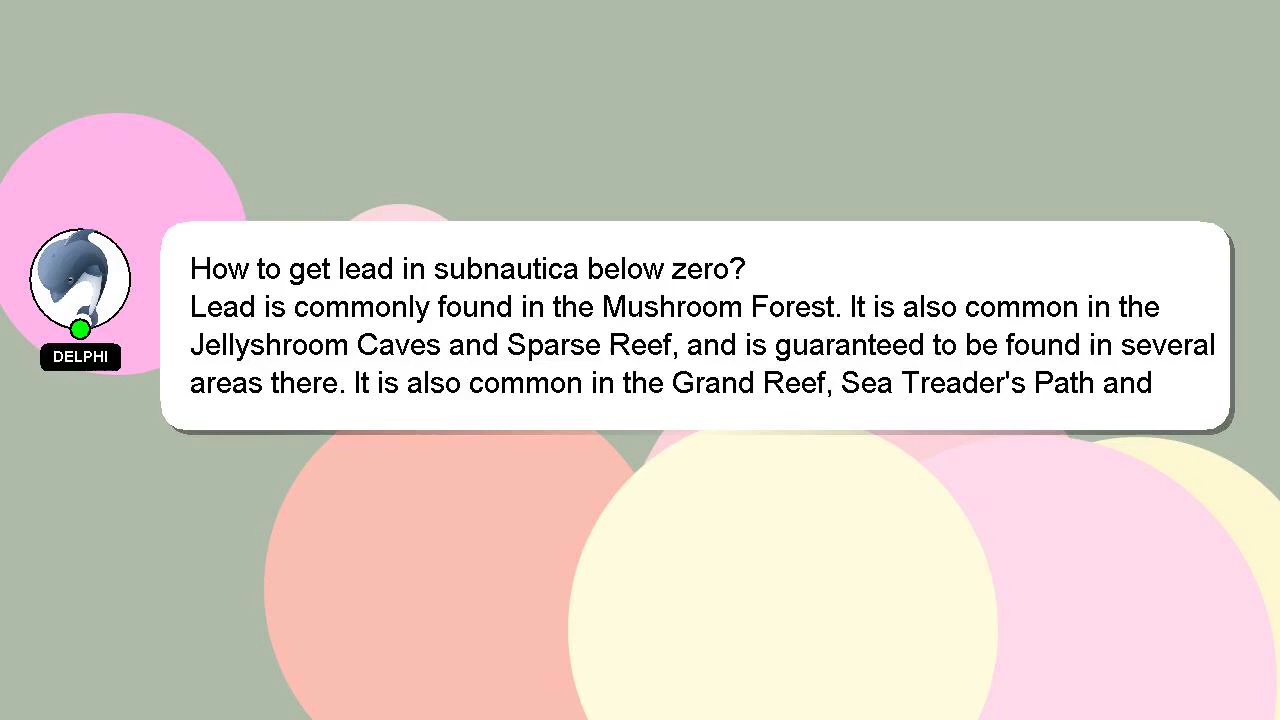 How to get lead in subnautica below zero?
Lead is commonly found in the Mushroom Forest. It is also common in the
Jellyshroom Caves and Sparse Reef, and is guaranteed to be found in several
areas there. It is also common in the Grand Reef, Sea Treader's Path and
DELPHI